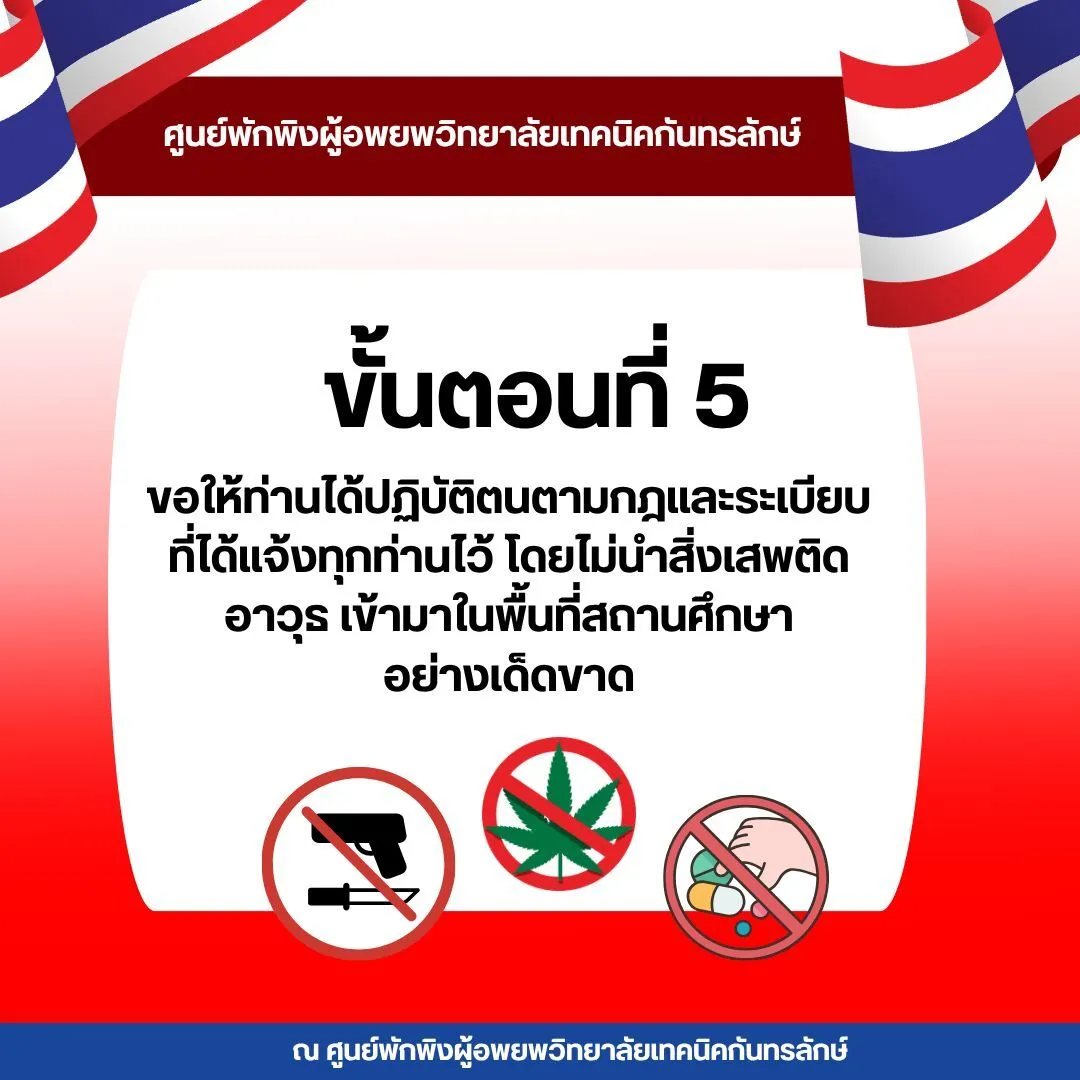 ศูนย์พักพิงผู้อพยพวิทยาลัยเทคนิคกันทรลักษ์
ขั้นตอนที่ 5
ขอให้ท่านได้ปฏิบัติตนตามกฎและระเบียบ
ที่ได้แจ้งทุกท่านไว้ โดยไม่นำสิ่งเสพติด
อาวุธ เข้ามาในพื้นที่สถานศึกษา
อย่างเด็ดขาด
ณ ศูนย์พักพิงผู้อพยพวิทยาลัยเทคนิคกันทรลักษ์